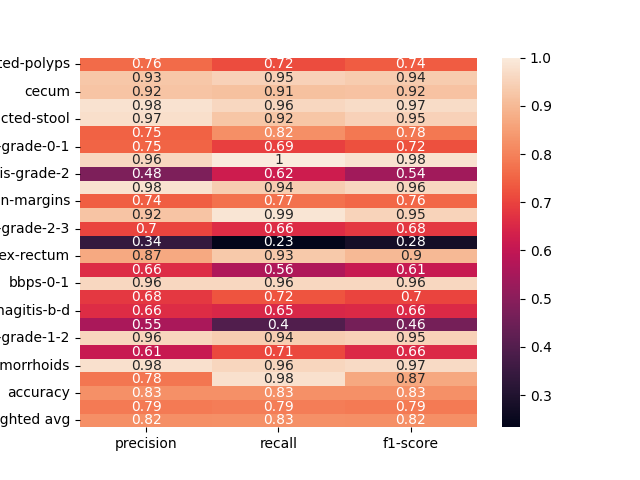 ted-polyps 0.76 0.72 0.74
0.93 0.95 0.94
cecum 0.92 0.91 0.92
0.98 0.96 0.97
cted-stool 0.97 0.92 0.95
0.75 0.82 0.78
-grade-0-1 0.75 0.69 0.72
0.96 1 0.98
is-grade-2 0.48 0.62 0.54
0.98 0.94 0.96
n-margins 0.74 0.77 0.76
0.92 0.99 0.95
-grade-2-3 0.7 0.66 0.68
0.34 0.23 0.28
ex-rectum 0.87 0.93 0.9
0.66 0.56 0.61
bbps-0-1 0.96 0.96 0.96
0.68 0.72 0.7
nagitis-b-d 0.66 0.65 0.66
0.55 0.4 0.46
-grade-1-2 0.96 0.94 0.95
0.61 0.71 0.66
morrhoids 0.98 0.96 0.97
0.78 0.98 0.87
accuracy 0.83 0.83 0.83
0.79 0.79 0.79
ghted avg 0.82 0.83 0.82
precision recall f1-score
1.0
0.9
0.8
0.7
0.6
0.5
0.4
0.3